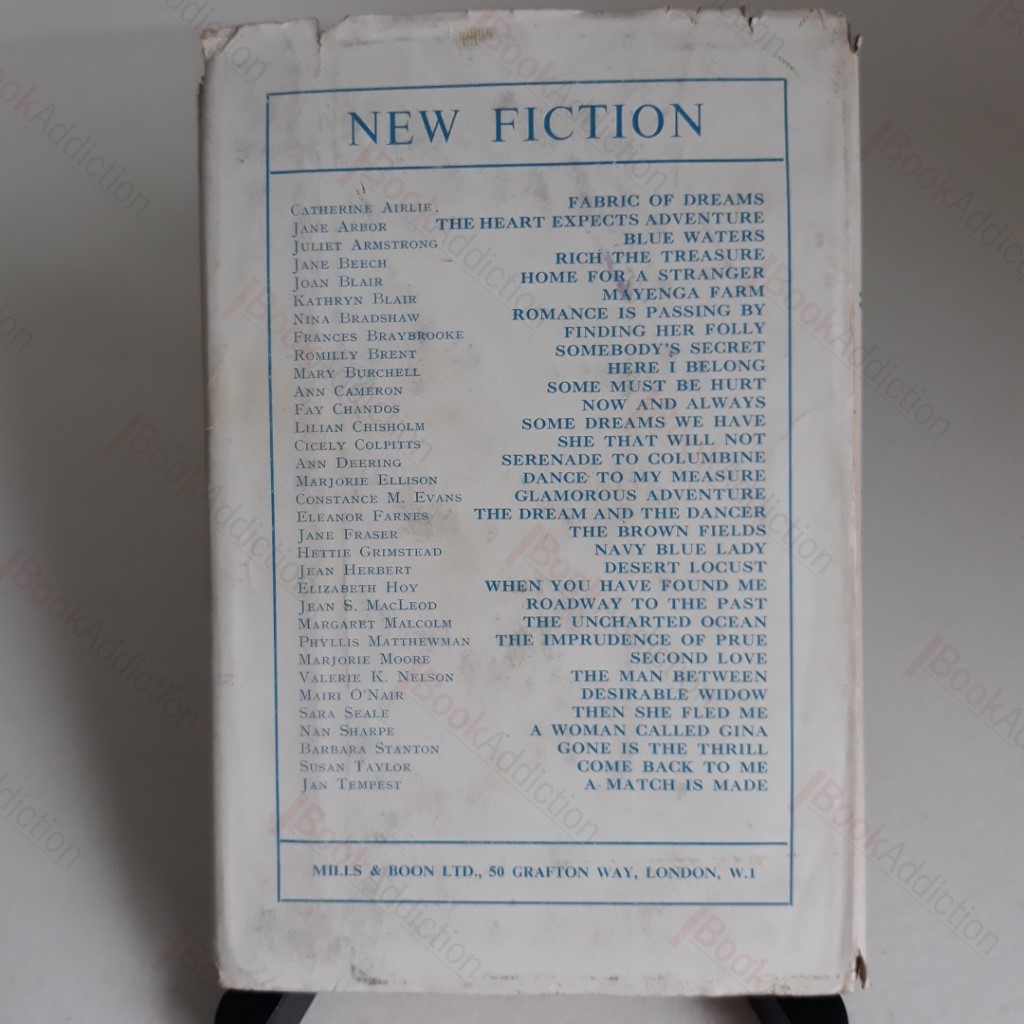 NEW FICTION
CATHERINE AIRLIE. FABRIC OF DREAMS
JANE ARBOR THE HEART EXPECTS ADVENTURE
JULIET ARMSTRONG BLUE WATERS
JANE BEECH RICH THE TREASURE
JOAN BLAIR HOME FOR A STRANGER
KATHRYN BLAIR MAYENGA FARM
NINA BRADSHAW ROMANCE IS PASSING BY
FRANCES BRAYBROOKE FINDING HER FOLLY
ROMILLY BRENT SOMEBODY'S SECRET
MARY BURCHELL HERE I BELONG
ANN CAMERON SOME MUST BE HURT
FAY CHANDOS NOW AND ALWAYS
LILIAN CHISHOLM SOME DREAMS WE HAVE
CICELY COLPITTS SHE THAT WILL NOT
ANN DEERING SERENADE TO COLUMBINE
MARJORIE ELLISON DANCE TO MY MEASURE
CONSTANCE M. EVANS GLAMOROUS ADVENTURE
ELEANOR FARNES THE DREAM AND THE DANCER
JANE FRASER THE BROWN FIELDS
HETTIE GRIMSTEAD NAVY BLUE LADY
JEAN HERBERT DESERT LOCUST
ELIZABETH HOY WHEN YOU HAVE FOUND ME
JEAN S. MACLEOD ROADWAY TO THE PAST
MARGARET MALCOLM THE UNCHARTED OCEAN
PHYLLIS MATTHEWMAN THE IMPRUDENCE OF PRUE
MARJORIE MOORE SECOND LOVE
VALERIE K. NELSON THE MAN BETWEEN
MAIRI O'NAIR DESIRABLE WIDOW
SARA SEALE THEN SHE FLED ME
NAN SHARPE A WOMAN CALLED GINA
BARBARA STANTON GONE IS THE THRILL
SUSAN TAYLOR COME BACK TO ME
JAN TEMPEST A MATCH IS MADE
MILLS & BOON LTD., 50 GRAFTON WAY, LONDON, W.1
BookAddiction